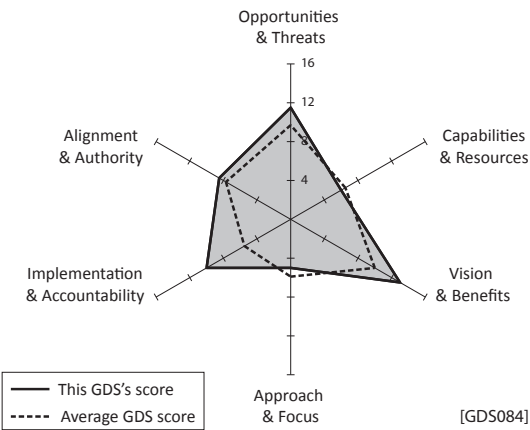 Opportunities
& Threats
16
12
8
4
Alignment
& Authority
Capabilities
& Resources
Implementation
& Accountability
Vision
& Benefits
Approach
& Focus
This GDS's score
Average GDS score
[GDS084]